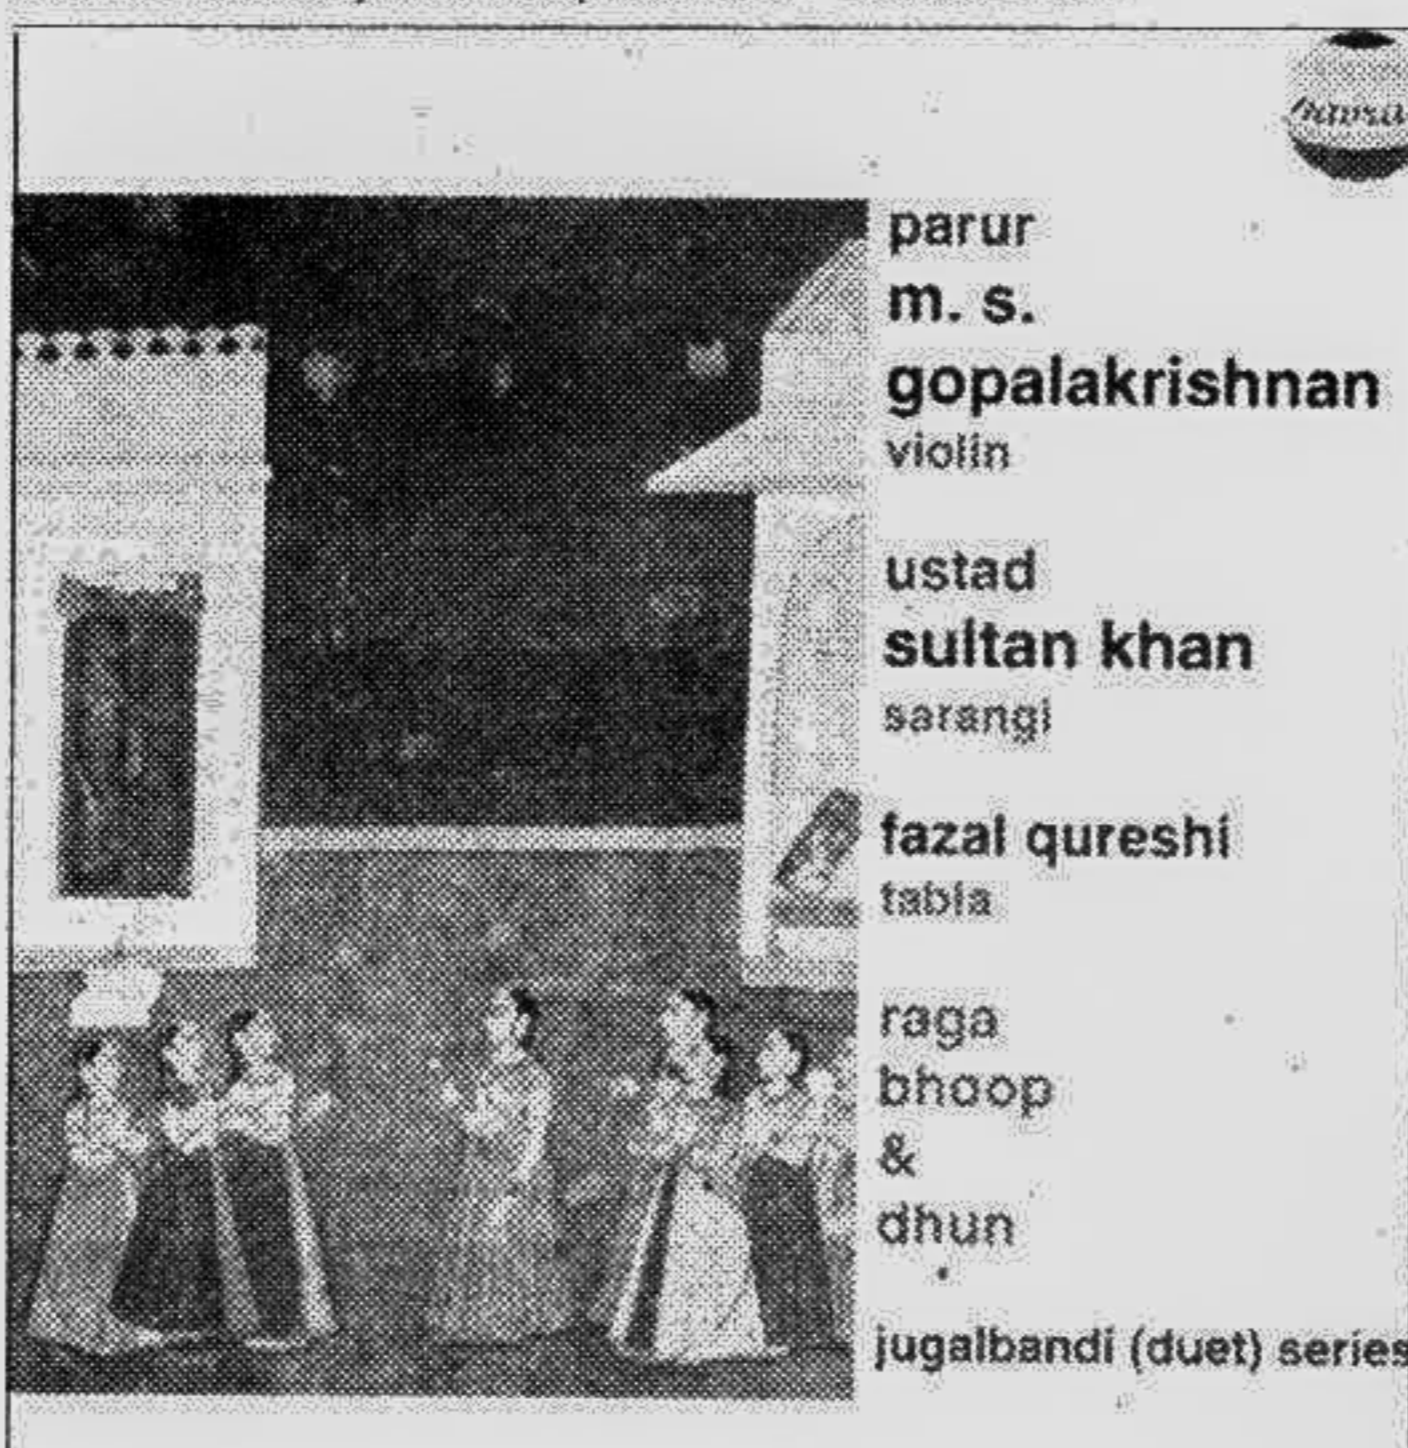 parur
m. s.
gopalakrishnan
violin
ustad
sultan khan
sarangi
fazal qureshi
tabla
raga
bhoop
&
dhun
jugalbandi (duet) series